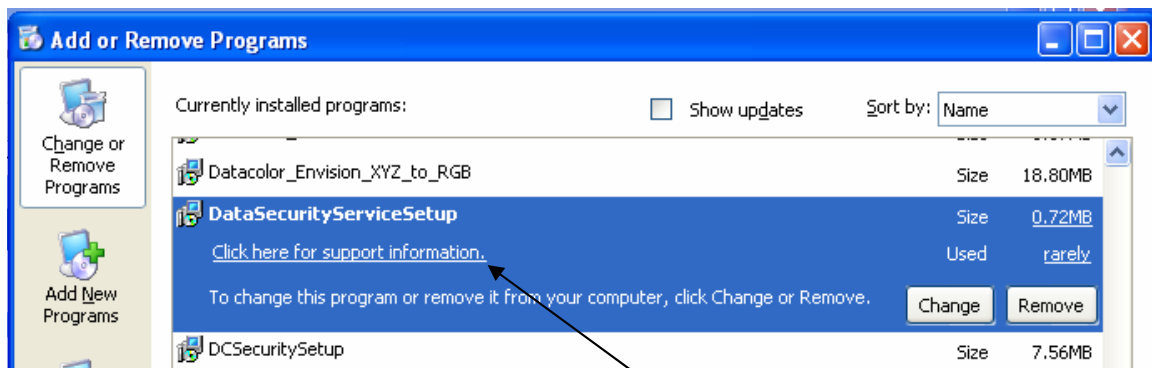 Add or Remove Programs
Currently installed programs:
Show updates
Sort by: Name
Change or
Remove
Programs
Datacolor_Envision_XYZ_to_RGB Size 18.80MB
DataSecurityServiceSetup Size 0.72MB
Click here for support information. Used rarely
Add New
Programs
To change this program or remove it from your computer, click Change or Remove. Change Remove
DCSecuritySetup Size 7.56MB